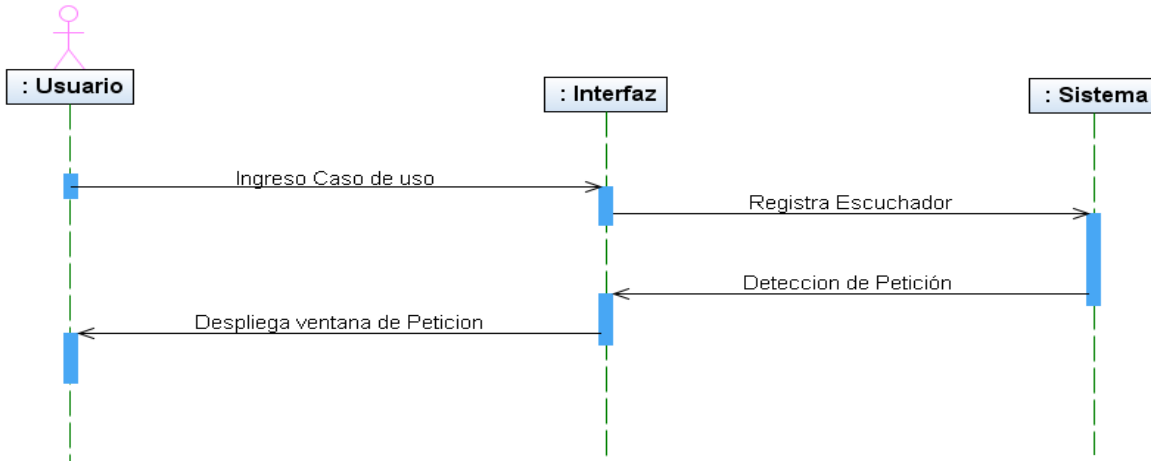 : Usuario
: Interfaz
: Sistema
Ingreso Caso de uso
Registra Escuchador
Deteccion de Petición
Despliega ventana de Peticion